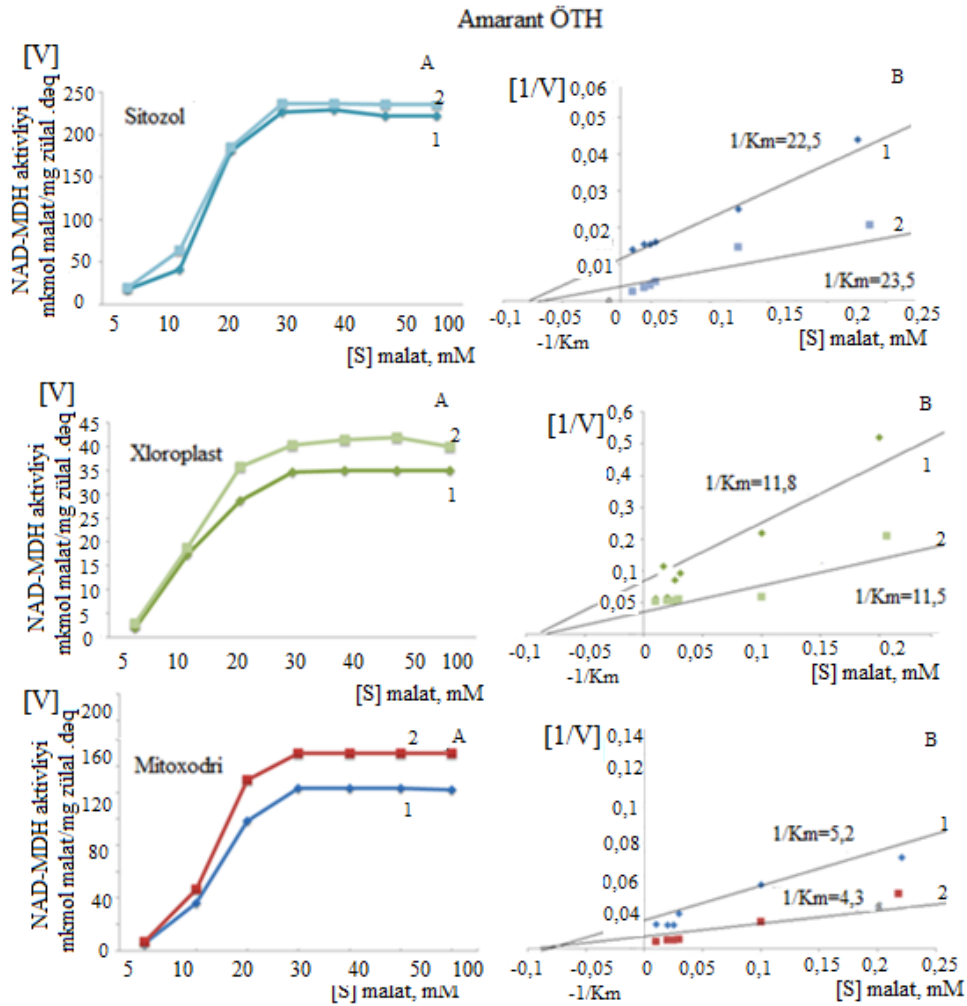 Amarant ÖTH
[V]
A
NAD-MDH aktivliyi
mkmol malat/mg zülal .dəq
250
200
150
100
50
0
Sitozol
2
1
5 10 20 30 40 50 100
[S] malat, mM
[1/V]
B
0,06
0,05
0,04
0,03
0,02
0,01
1/Km=22,5
1
2
1/Km=23,5
-0,1 -0,05 0 0,05 0,1 0,15 0,2 0,25
-1/Km
[S] malat, mM
[V]
A
NAD-MDH aktivliyi
mkmol malat/mg zülal .dəq
45
40
35
30
25
20
15
10
5
0
Xloroplast
2
1
5 10 20 30 40 50 100
[S] malat, mM
[1/V]
B
0,6
0,5
0,4
0,3
0,2
0,1
0,05
1/Km=11,8
1
2
1/Km=11,5
-0,1 -0,05 0 0,05 0,1 0,15 0,2
-1/Km
[S] malat, mM
[V]
A
NAD-MDH aktivliyi
mkmol malat/mg zülal .dəq
200
160
120
80
40
0
Mitoxodri
2
1
5 10 20 30 40 50 100
[S] malat, mM
[1/V]
B
0,14
0,12
0,1
0,08
0,06
0,04
1/Km=5,2
1
1/Km=4,3
2
-0,1 -0,05 0 0,05 0,1 0,15 0,2 0,25
-1/Km
[S] malat, mM